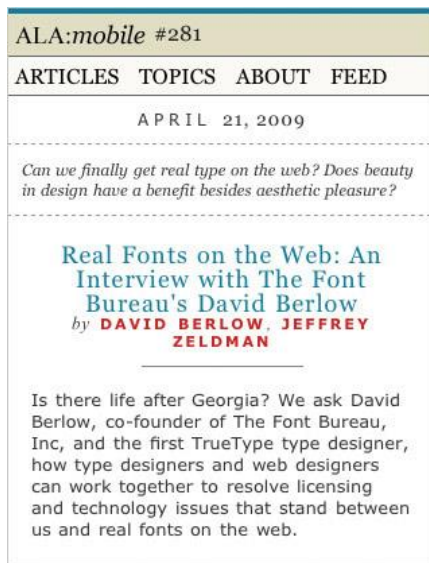 ALA:mobile #281
ARTICLES TOPICS ABOUT FEED
APRIL 21, 2009
Can we finally get real type on the web? Does beauty
in design have a benefit besides aesthetic pleasure?
Real Fonts on the Web: An
Interview with The Font
Bureau's David Berlow
by DAVID BERLOW, JEFFREY
ZELDMAN
Is there life after Georgia? We ask David
Berlow, co-founder of The Font Bureau,
Inc, and the first TrueType type designer,
how type designers and web designers
can work together to resolve licensing
and technology issues that stand between
us and real fonts on the web.